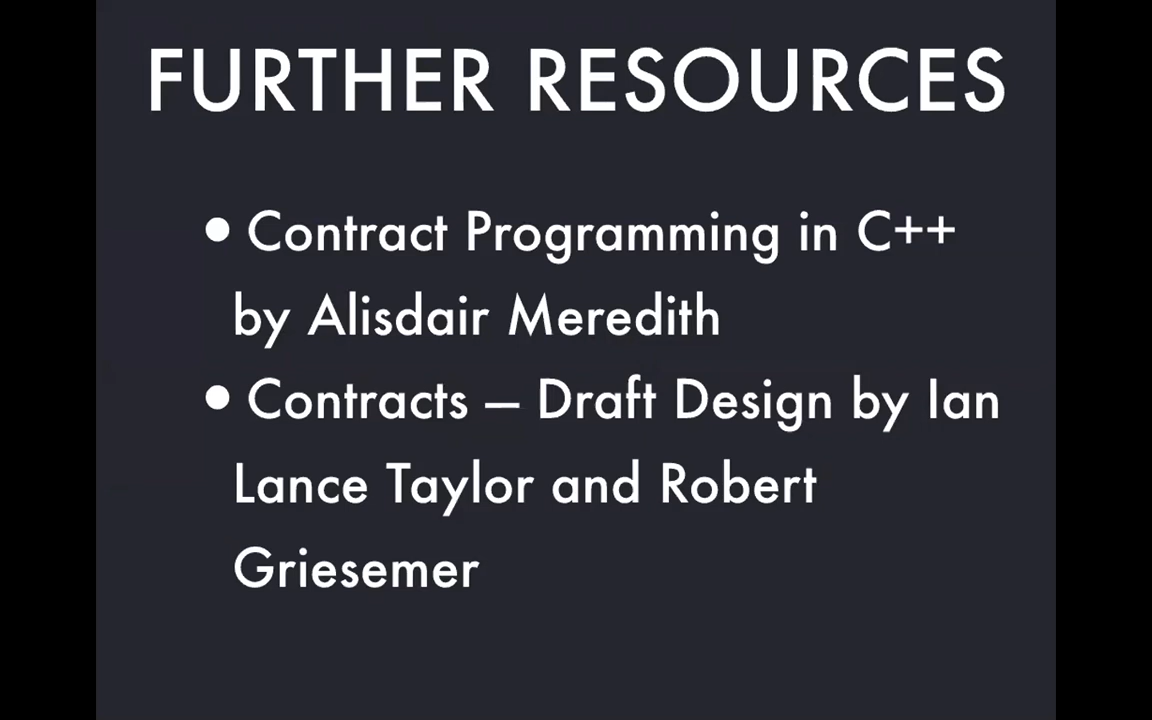 FURTHER RESOURCES
• Contract Programming in C++
by Alisdair Meredith
• Contracts — Draft Design by Ian
Lance Taylor and Robert
Griesemer